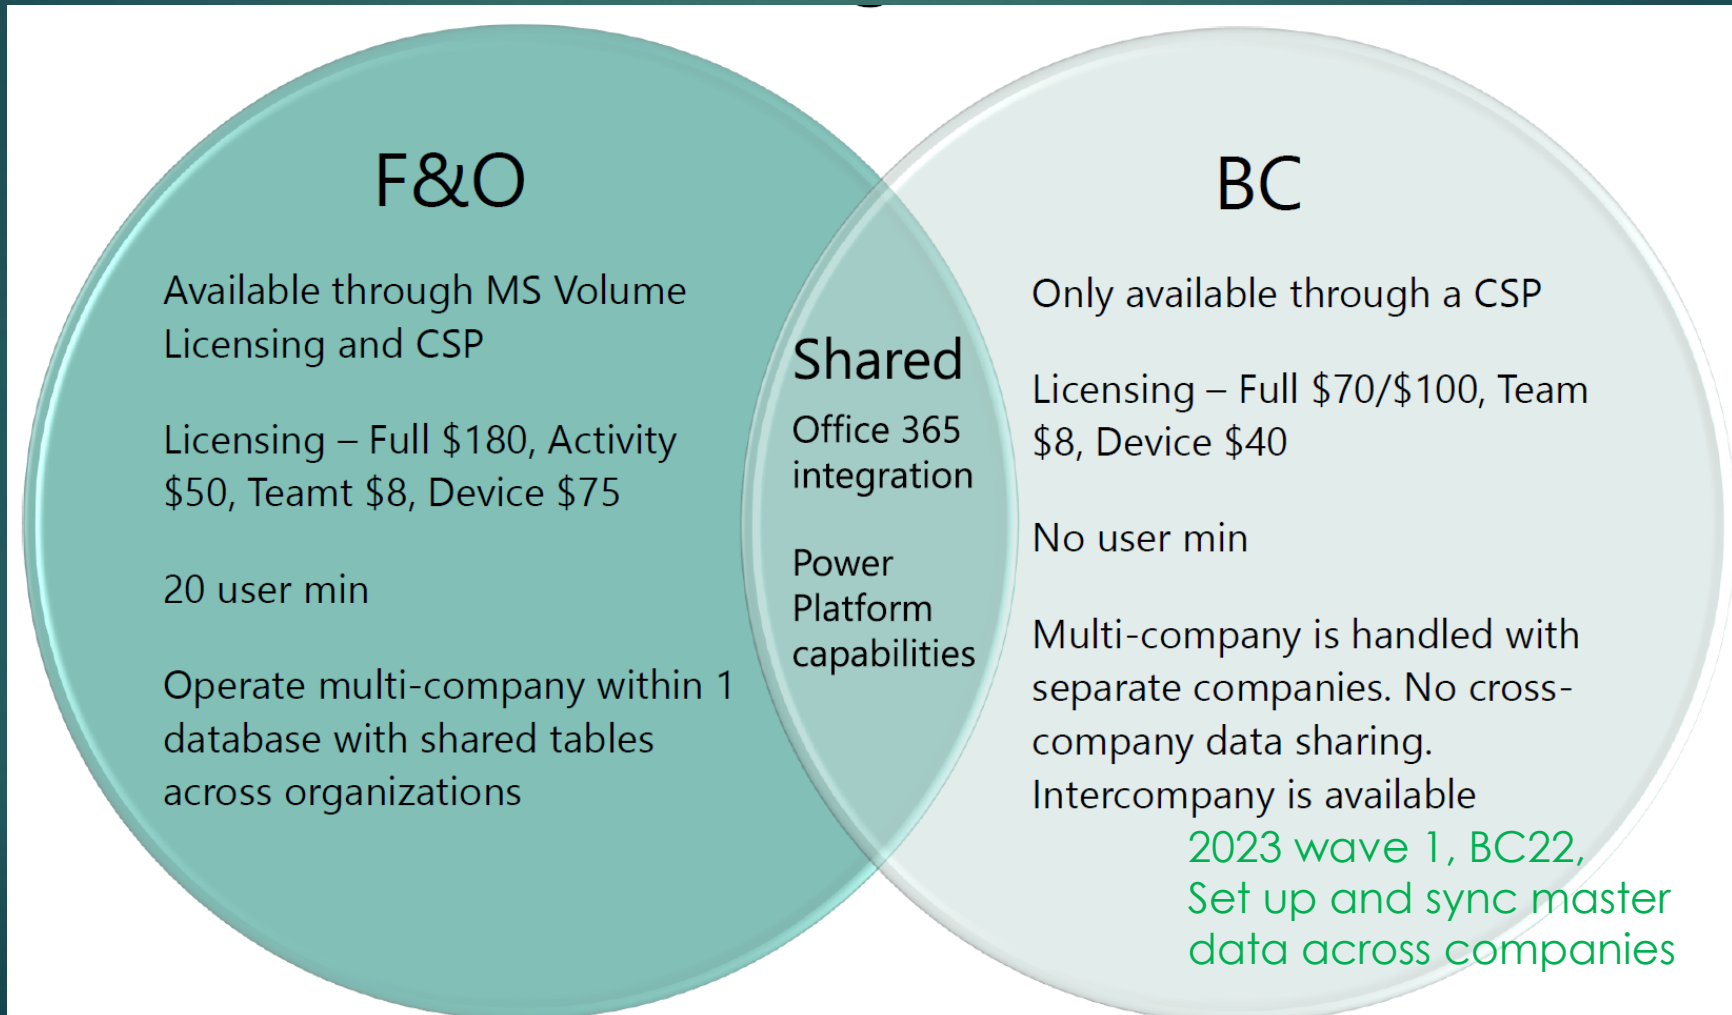 F&O
Available through MS Volume
Licensing and CSP
Licensing – Full $180, Activity
$50, Teamt $8, Device $75
20 user min
Operate multi-company within 1
database with shared tables
across organizations
Shared
Office 365
integration
Power
Platform
capabilities
BC
Only available through a CSP
Licensing – Full $70/$100, Team
$8, Device $40
No user min
Multi-company is handled with
separate companies. No cross-
company data sharing.
Intercompany is available
2023 wave 1, BC22,
Set up and sync master
data across companies